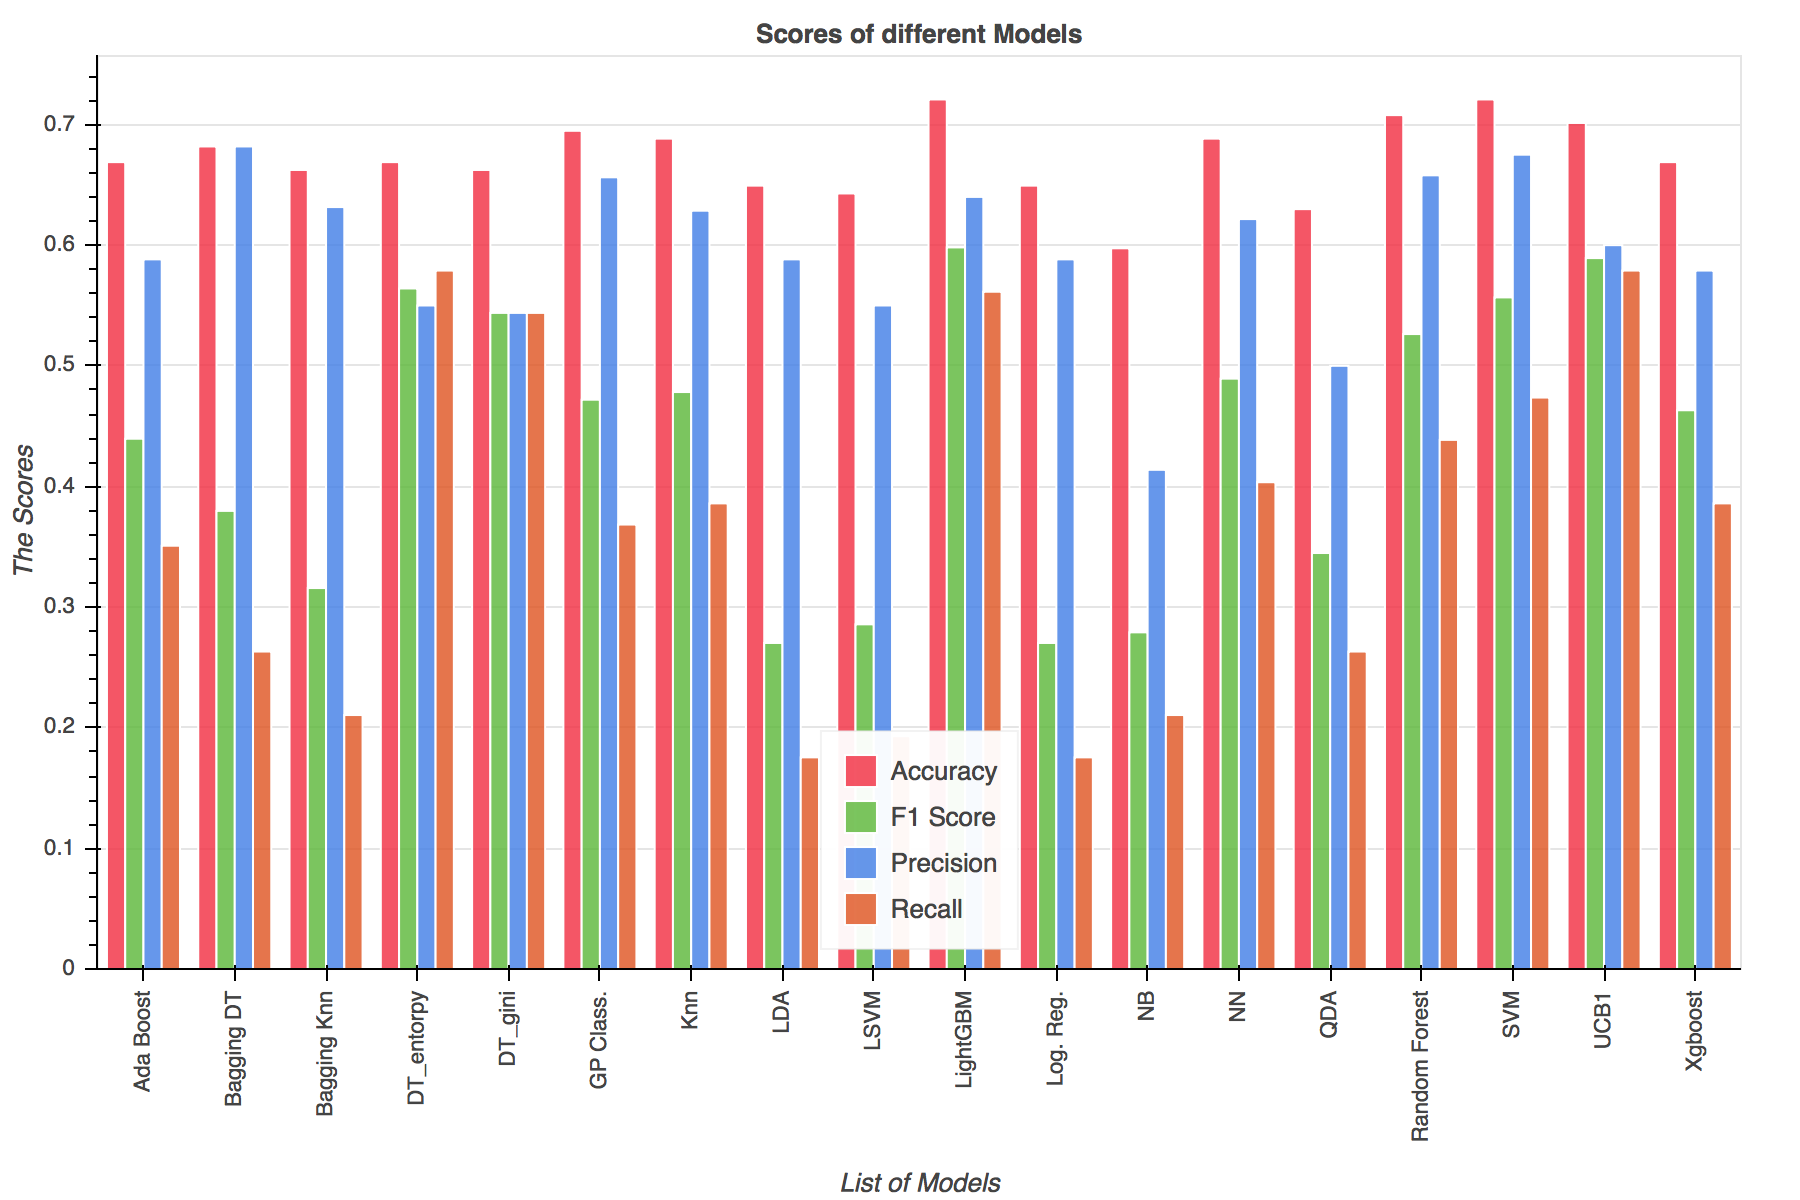 Scores of different Models
The Scores
0.7
0.6
0.5
0.4
0.3
0.2
0.1
0
Accuracy
F1 Score
Precision
Recall
Ada Boost
Bagging DT
Bagging Knn
DT_entorpy
DT_gini
GP Class.
Knn
LDA
LSVM
LightGBM
Log. Reg.
NB
NN
QDA
Random Forest
SVM
UCB1
Xgboost
List of Models